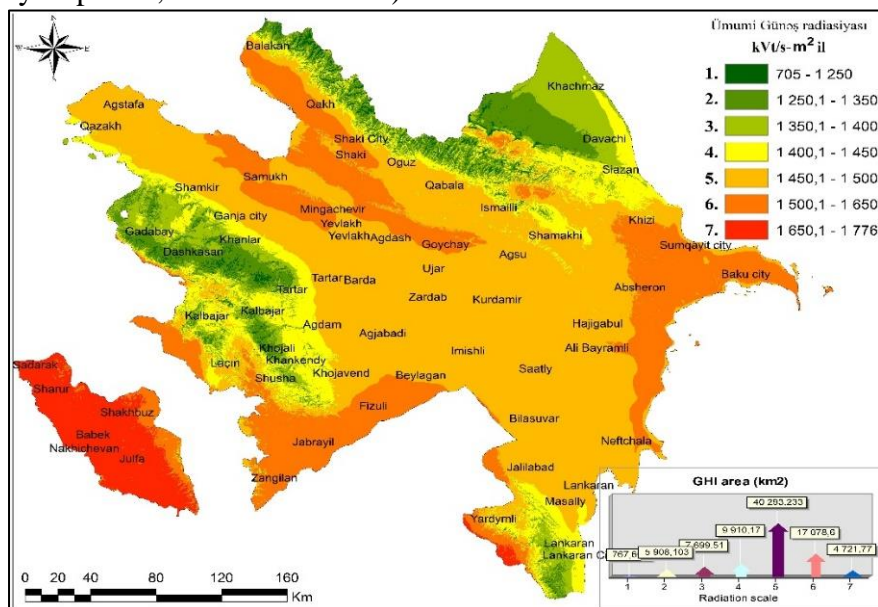 Ümumi Günəş radiasiyası
kVt/s-m² il
1. 705 - 1 250
2. 1 250,1 - 1 350
3. 1 350,1 - 1 400
4. 1 400,1 - 1 450
5. 1 450,1 - 1 500
6. 1 500,1 - 1 650
7. 1 650,1 - 1 776
N
W
E
S
Balakan
Khachmaz
Agstafa
Qakh
Qazakh
Shaki City
Davachi
Shaki
Oguz
Siazan
Samukh
Shamkir
Qabala
Mingachevir
Ismailli
Ganja city
Khizi
Yevlakh
Gadabay
Khanlar
Yevlakh
Agdash
Shamakhi
Goychay
Sumqayit city
Dashkasan
Agsu
Ujar
Baku city
Tartar
Tartar
Barda
Absheron
Zardab
Kurdamir
Kalbajar
Kalbajar
Agdam
Hajigabul
Agjabadi
Khojali
Ali Bayramli
Imishli
Khankendy
Laçın
Sadarak
Shusha
Khojavend
Beylagan
Saatly
Sharur
Fizuli
Shakhbuz
Bilasuvar
Babek
Jabrayil
Neftchala
Nakhichevan
Julfa
Zangilan
Jalilabad
Lankaran
Masally
Yardymli
Lankaran
Lankaran
GHI area (km2)
40 293,233
9 910,17
17 078,6
7 699,51
767,6
5 908,103
4 721,77
1 2 3 4 5 6 7
Radiation scale
0 20 40 80 120 160
Km